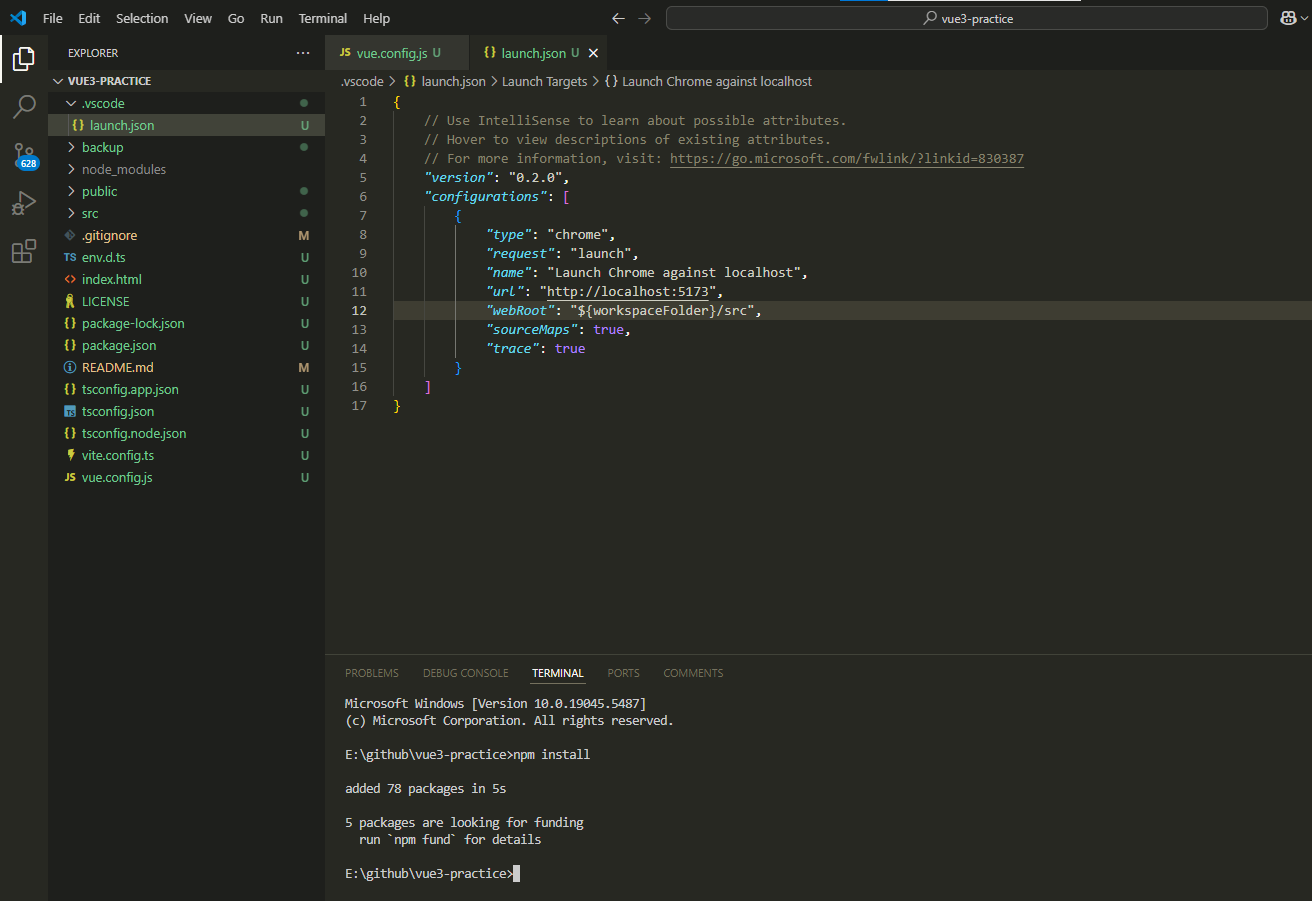 File Edit Selection View Go Run Terminal Help
vue3-practice
EXPLORER
VUE3-PRACTICE
.vscode
{} launch.json U
backup
node_modules
public
src
.gitignore M
TS env.d.ts U
<> index.html U
LICENSE U
{} package-lock.json U
{} package.json U
README.md M
{} tsconfig.app.json U
TS tsconfig.json U
{} tsconfig.node.json U
vite.config.ts U
JS vue.config.js U
628
JS vue.config.js U {} launch.json U
.vscode > {} launch.json > Launch Targets > {} Launch Chrome against localhost
1 {
2 // Use IntelliSense to learn about possible attributes.
3 // Hover to view descriptions of existing attributes.
4 // For more information, visit: https://go.microsoft.com/fwlink/?linkid=830387
5 "version": "0.2.0",
6 "configurations": [
7 {
8 "type": "chrome",
9 "request": "launch",
10 "name": "Launch Chrome against localhost",
11 "url": "http://localhost:5173",
12 "webRoot": "${workspaceFolder}/src",
13 "sourceMaps": true,
14 "trace": true
15 }
16 ]
17 }
PROBLEMS DEBUG CONSOLE TERMINAL PORTS COMMENTS
Microsoft Windows [Version 10.0.19045.5487]
(c) Microsoft Corporation. All rights reserved.
E:\github\vue3-practice>npm install
added 78 packages in 5s
5 packages are looking for funding
run `npm fund` for details
E:\github\vue3-practice>